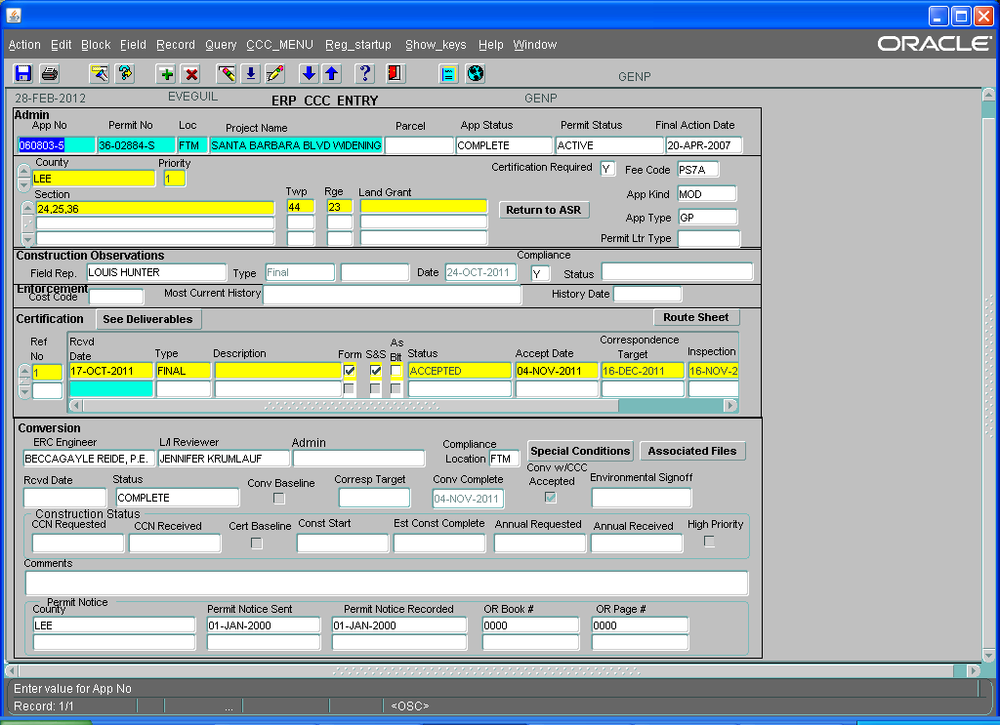 Action Edit Block Field Record Query CCC_MENU Reg_startup Show_keys Help Window ORACLE
GENP
28-FEB-2012 EVEGUIL ERP CCC ENTRY GENP
Admin
App No Permit No Loc Project Name Parcel App Status Permit Status Final Action Date
060803-5 36-02884-S FTM SANTA BARBARA BLVD WIDENING COMPLETE ACTIVE 20-APR-2007
County Priority Certification Required Y Fee Code PS7A
LEE 1
App Kind MOD
Section Twp Rge Land Grant
24,25,36 44 23 Return to ASR
App Type GP
Permit Ltr Type
Construction Observations Compliance
Field Rep. LOUIS HUNTER Type Final Date 24-OCT-2011 Y Status
Enforcement
Cost Code Most Current History History Date
Certification See Deliverables Route Sheet
Ref No Rcvd Date Type Description Form S&S As Blt Status Accept Date Correspondence Target Inspection
1 17-OCT-2011 FINAL ACCEPTED 04-NOV-2011 16-DEC-2011 16-NOV-2
Conversion
ERC Engineer L/I Reviewer Admin Compliance
BECCAGAYLE REIDE, P.E. JENNIFER KRUMLAUF Location FTM Special Conditions Associated Files
Rcvd Date Status Conv Baseline Corresp Target Conv Complete Conv w/CCC Accepted Environmental Signoff
COMPLETE 04-NOV-2011
Construction Status
CCN Requested CCN Received Cert Baseline Const Start Est Const Complete Annual Requested Annual Received High Priority
Comments
Permit Notice
County Permit Notice Sent Permit Notice Recorded OR Book # OR Page #
LEE 01-JAN-2000 01-JAN-2000 0000 0000
Enter value for App No
Record: 1/1 ... <OSC>